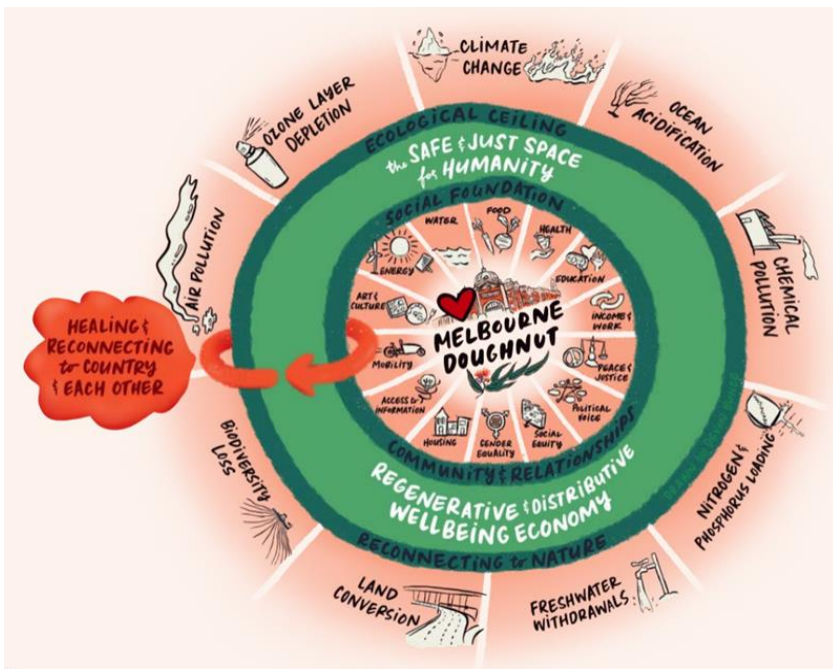 CLIMATE
CHANGE
OCEAN
ACIDIFICATION
CHEMICAL
POLLUTION
NITROGEN &
PHOSPHORUS LOADING
FRESHWATER
WITHDRAWALS
LAND
CONVERSION
BIODIVERSITY
LOSS
AIR POLLUTION
OZONE LAYER
DEPLETION
HEALING &
RECONNECTING
to COUNTRY
& EACH OTHER
ECOLOGICAL CEILING
the SAFE & JUST SPACE
for HUMANITY
SOCIAL FOUNDATION
WATER
FOOD
HEALTH
EDUCATION
INCOME &
WORK
PEACE &
JUSTICE
POLITICAL
VOICE
SOCIAL
EQUITY
GENDER
EQUALITY
HOUSING
ACCESS &
INFORMATION
MOBILITY
ART &
CULTURE
ENERGY
MELBOURNE
DOUGHNUT
COMMUNITY & RELATIONSHIPS
REGENERATIVE & DISTRIBUTIVE
WELLBEING ECONOMY
RECONNECTING to NATURE